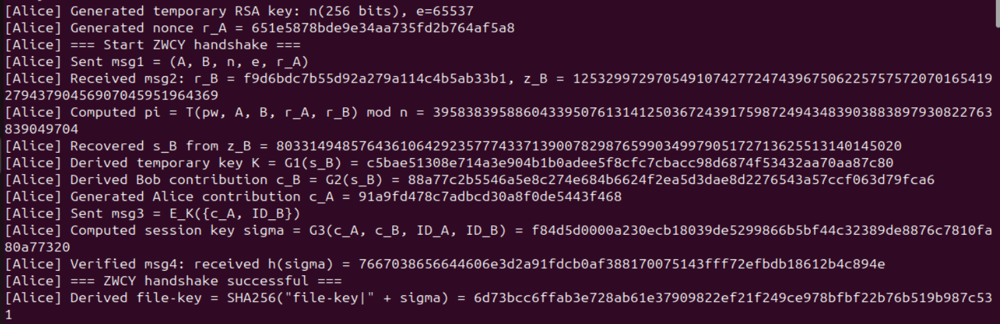 [Alice] Generated temporary RSA key: n(256 bits), e=65537
[Alice] Generated nonce r_A = 651e5878bde9e34aa735fd2b764af5a8
[Alice] === Start ZWCY handshake ===
[Alice] Sent msg1 = (A, B, n, e, r_A)
[Alice] Received msg2: r_B = f9d6bdc7b55d92a279a114c4b5ab33b1, z_B = 125329972970549107427724743967506225757572070165419
27943790456907045951964369
[Alice] Computed pi = T(pw, A, B, r_A, r_B) mod n = 39583839588604339507613141250367243917598724943483903883897930822763
839049704
[Alice] Recovered s_B from z_B = 80331494857643610642923577743371390078298765990349979051727136255131401450​20
[Alice] Derived temporary key K = G1(s_B) = c5bae51308e714a3e904b1b0adee5f8cfc7cbacc98d6874f53432aa70aa87c80
[Alice] Derived Bob contribution c_B = G2(s_B) = 88a77c2b5546a5e8c274e684b6624f2ea5d3dae8d2276543a57ccf063d79fca6
[Alice] Generated Alice contribution c_A = 91a9fd478c7adbcd30a8f0de5443f468
[Alice] Sent msg3 = E_K({c_A, ID_B})
[Alice] Computed session key sigma = G3(c_A, c_B, ID_A, ID_B) = f84d5d0000a230ecb18039de5299866b5bf44c32389de8876c7810fa
80a77320
[Alice] Verified msg4: received h(sigma) = 7667038656644606e3d2a91fdcb0af388170075143fff72efbdb18612b4c894e
[Alice] === ZWCY handshake successful ===
[Alice] Derived file-key = SHA256("file-key|" + sigma) = 6d73bcc6ffab3e728ab61e37909822ef21f249ce978bfbf22b76b519b987c53
1